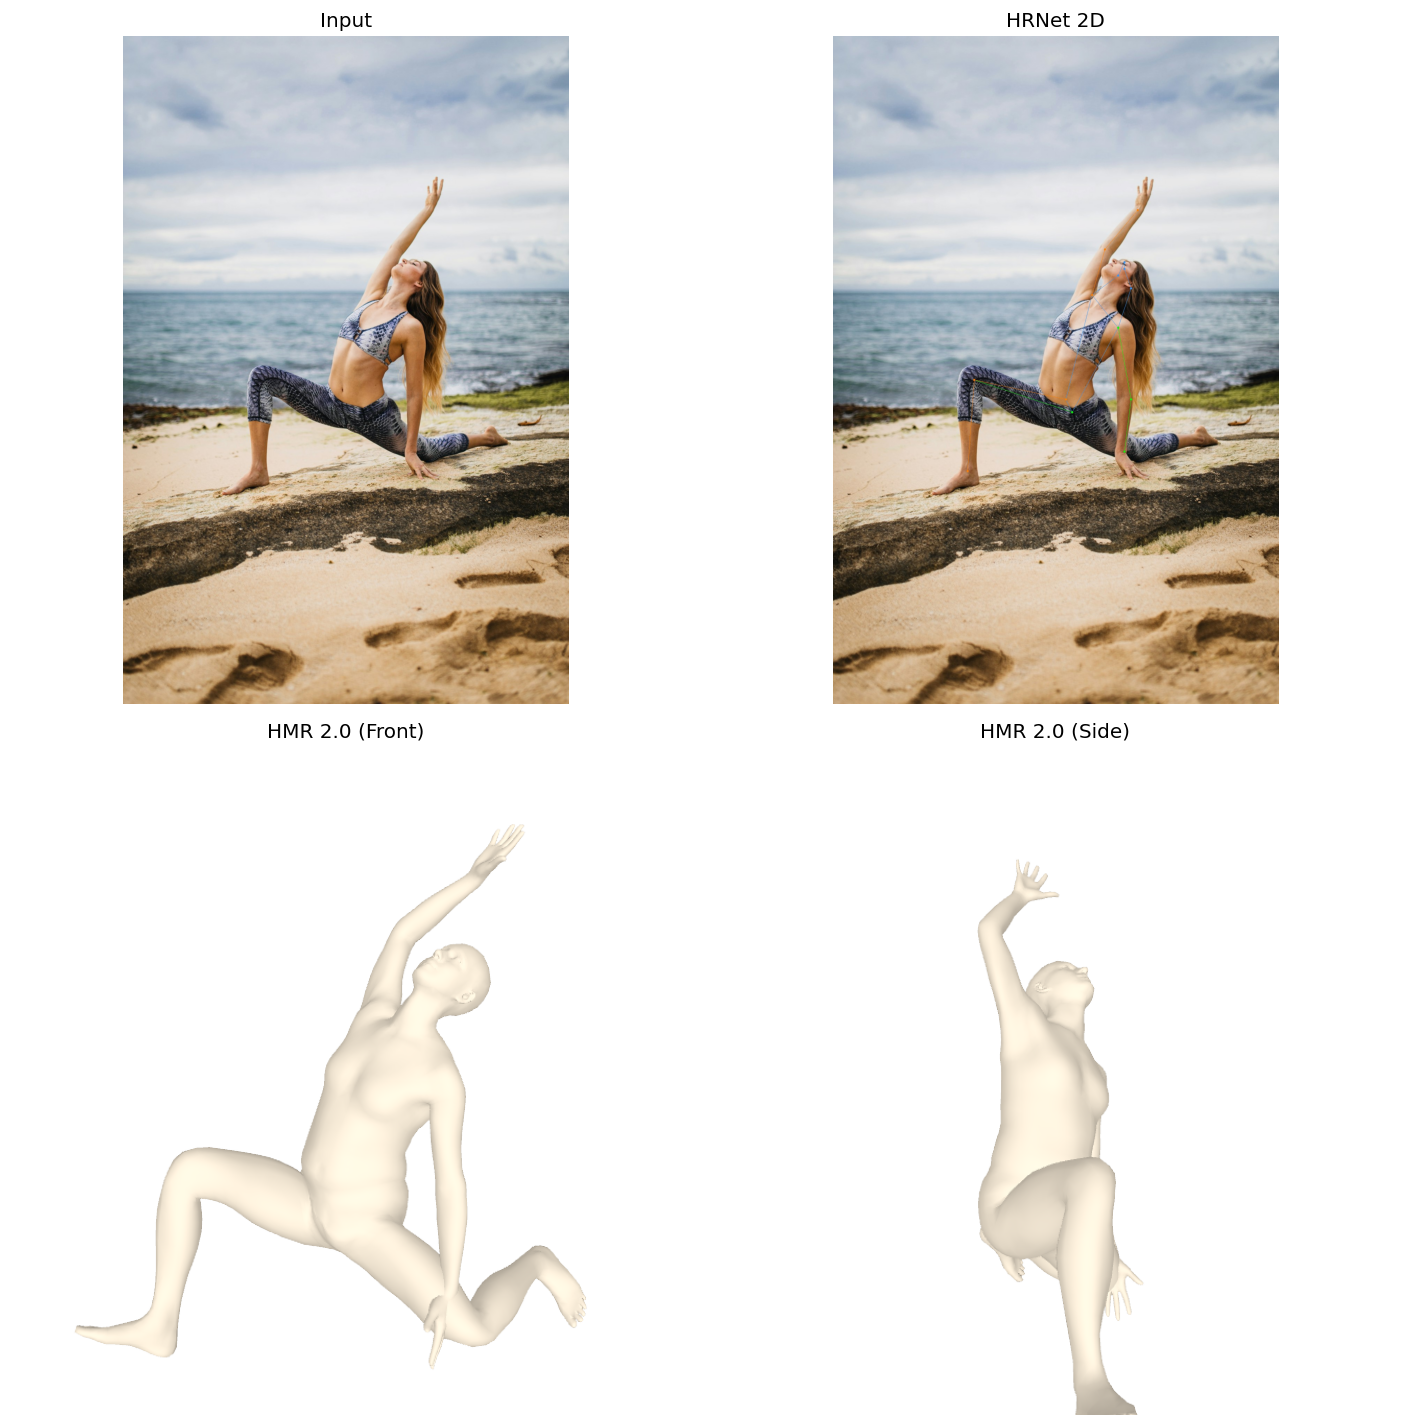 Input
HRNet 2D
HMR 2.0 (Front)
HMR 2.0 (Side)